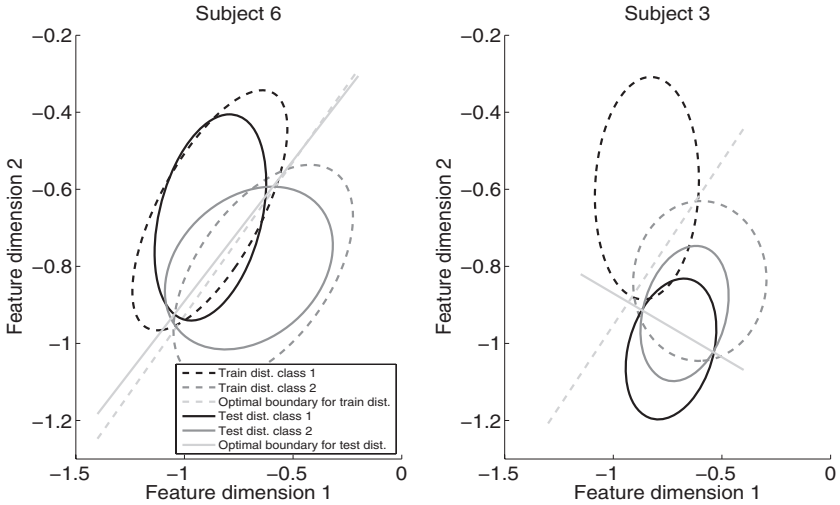 Subject 6
−0.2
−0.4
−0.6
−0.8
−1
−1.2
−1.5
−1
−0.5
0
Feature dimension 1
Feature dimension 2
Train dist. class 1
Train dist. class 2
Optimal boundary for train dist.
Test dist. class 1
Test dist. class 2
Optimal boundary for test dist.
Subject 3
−0.2
−0.4
−0.6
−0.8
−1
−1.2
−1.5
−1
−0.5
0
Feature dimension 1
Feature dimension 2